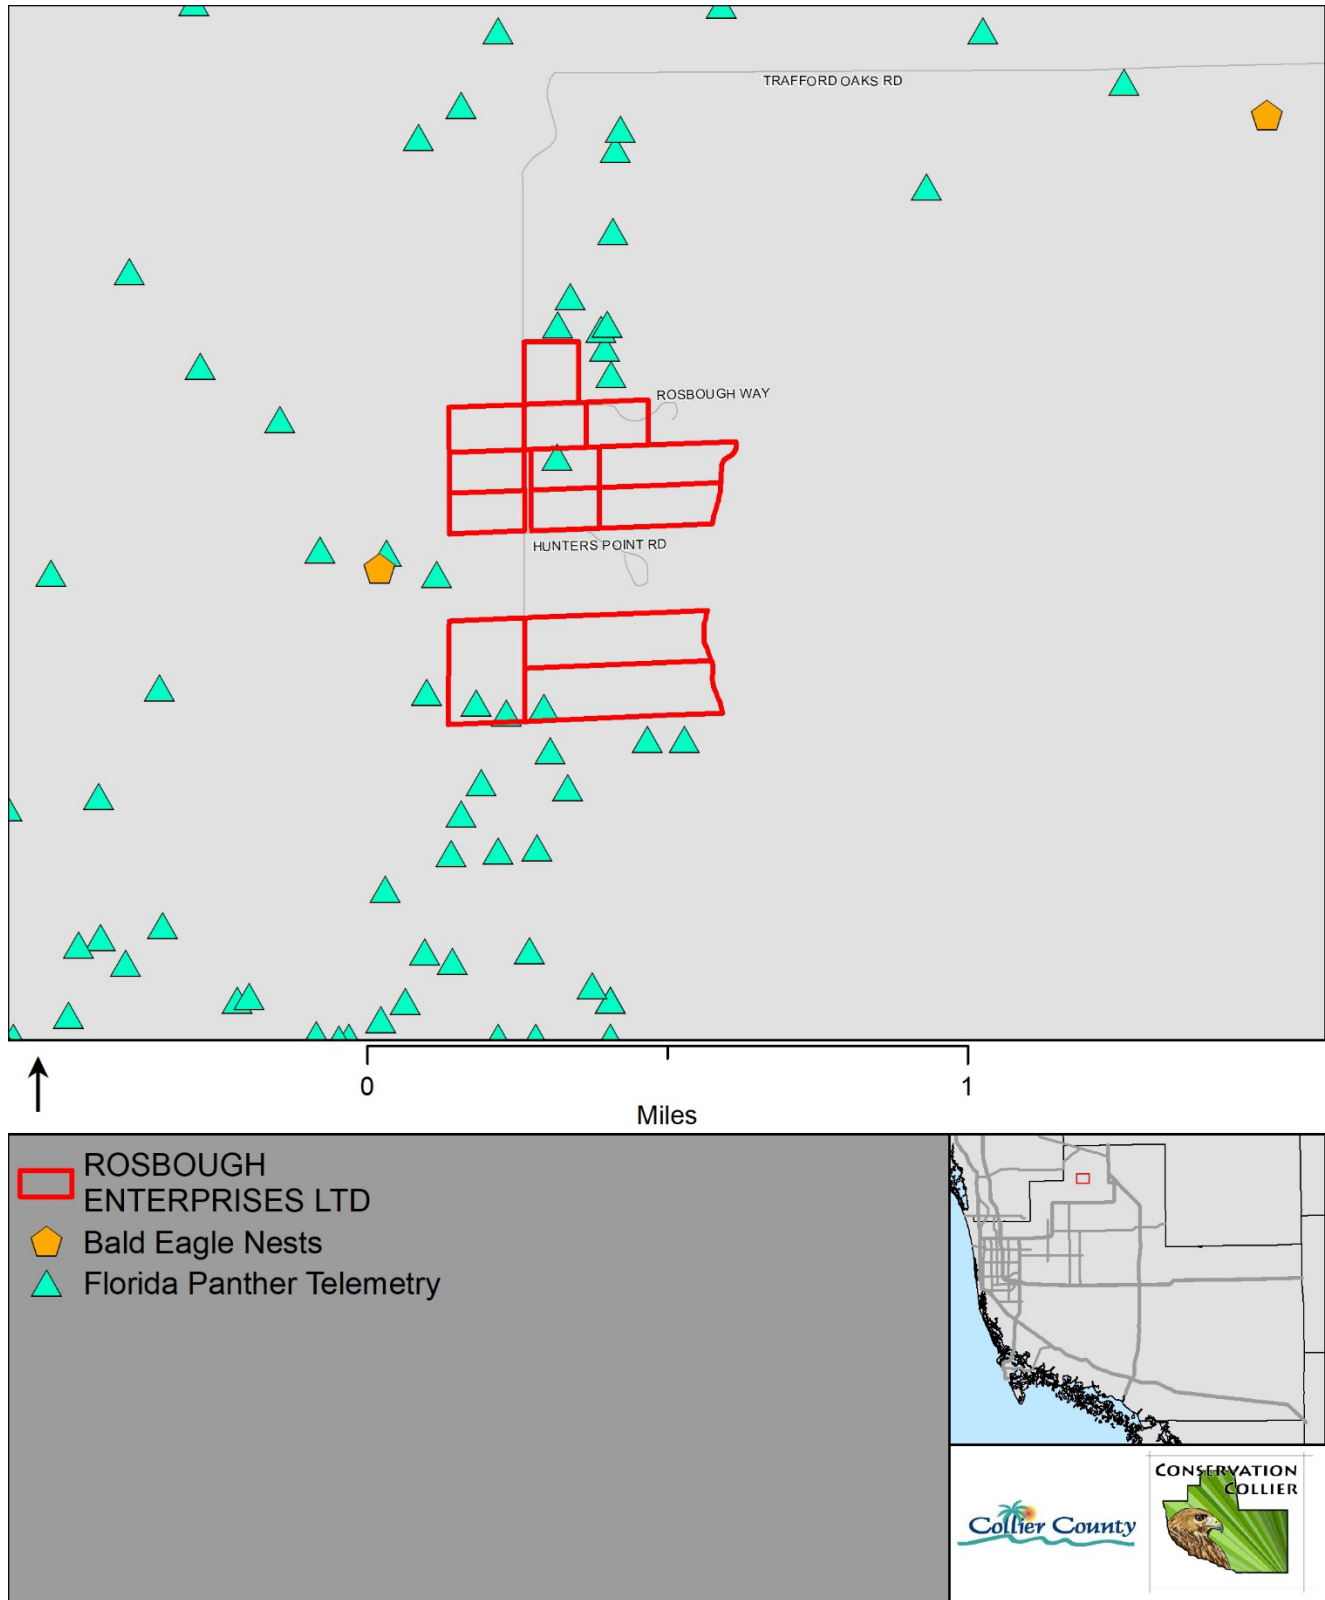 TRAFFORD OAKS RD
ROSBOUGH WAY
HUNTERS POINT RD
0
1
Miles
ROSBOUGH
ENTERPRISES LTD
Bald Eagle Nests
Florida Panther Telemetry
CONSERVATION
COLLIER
Collier County